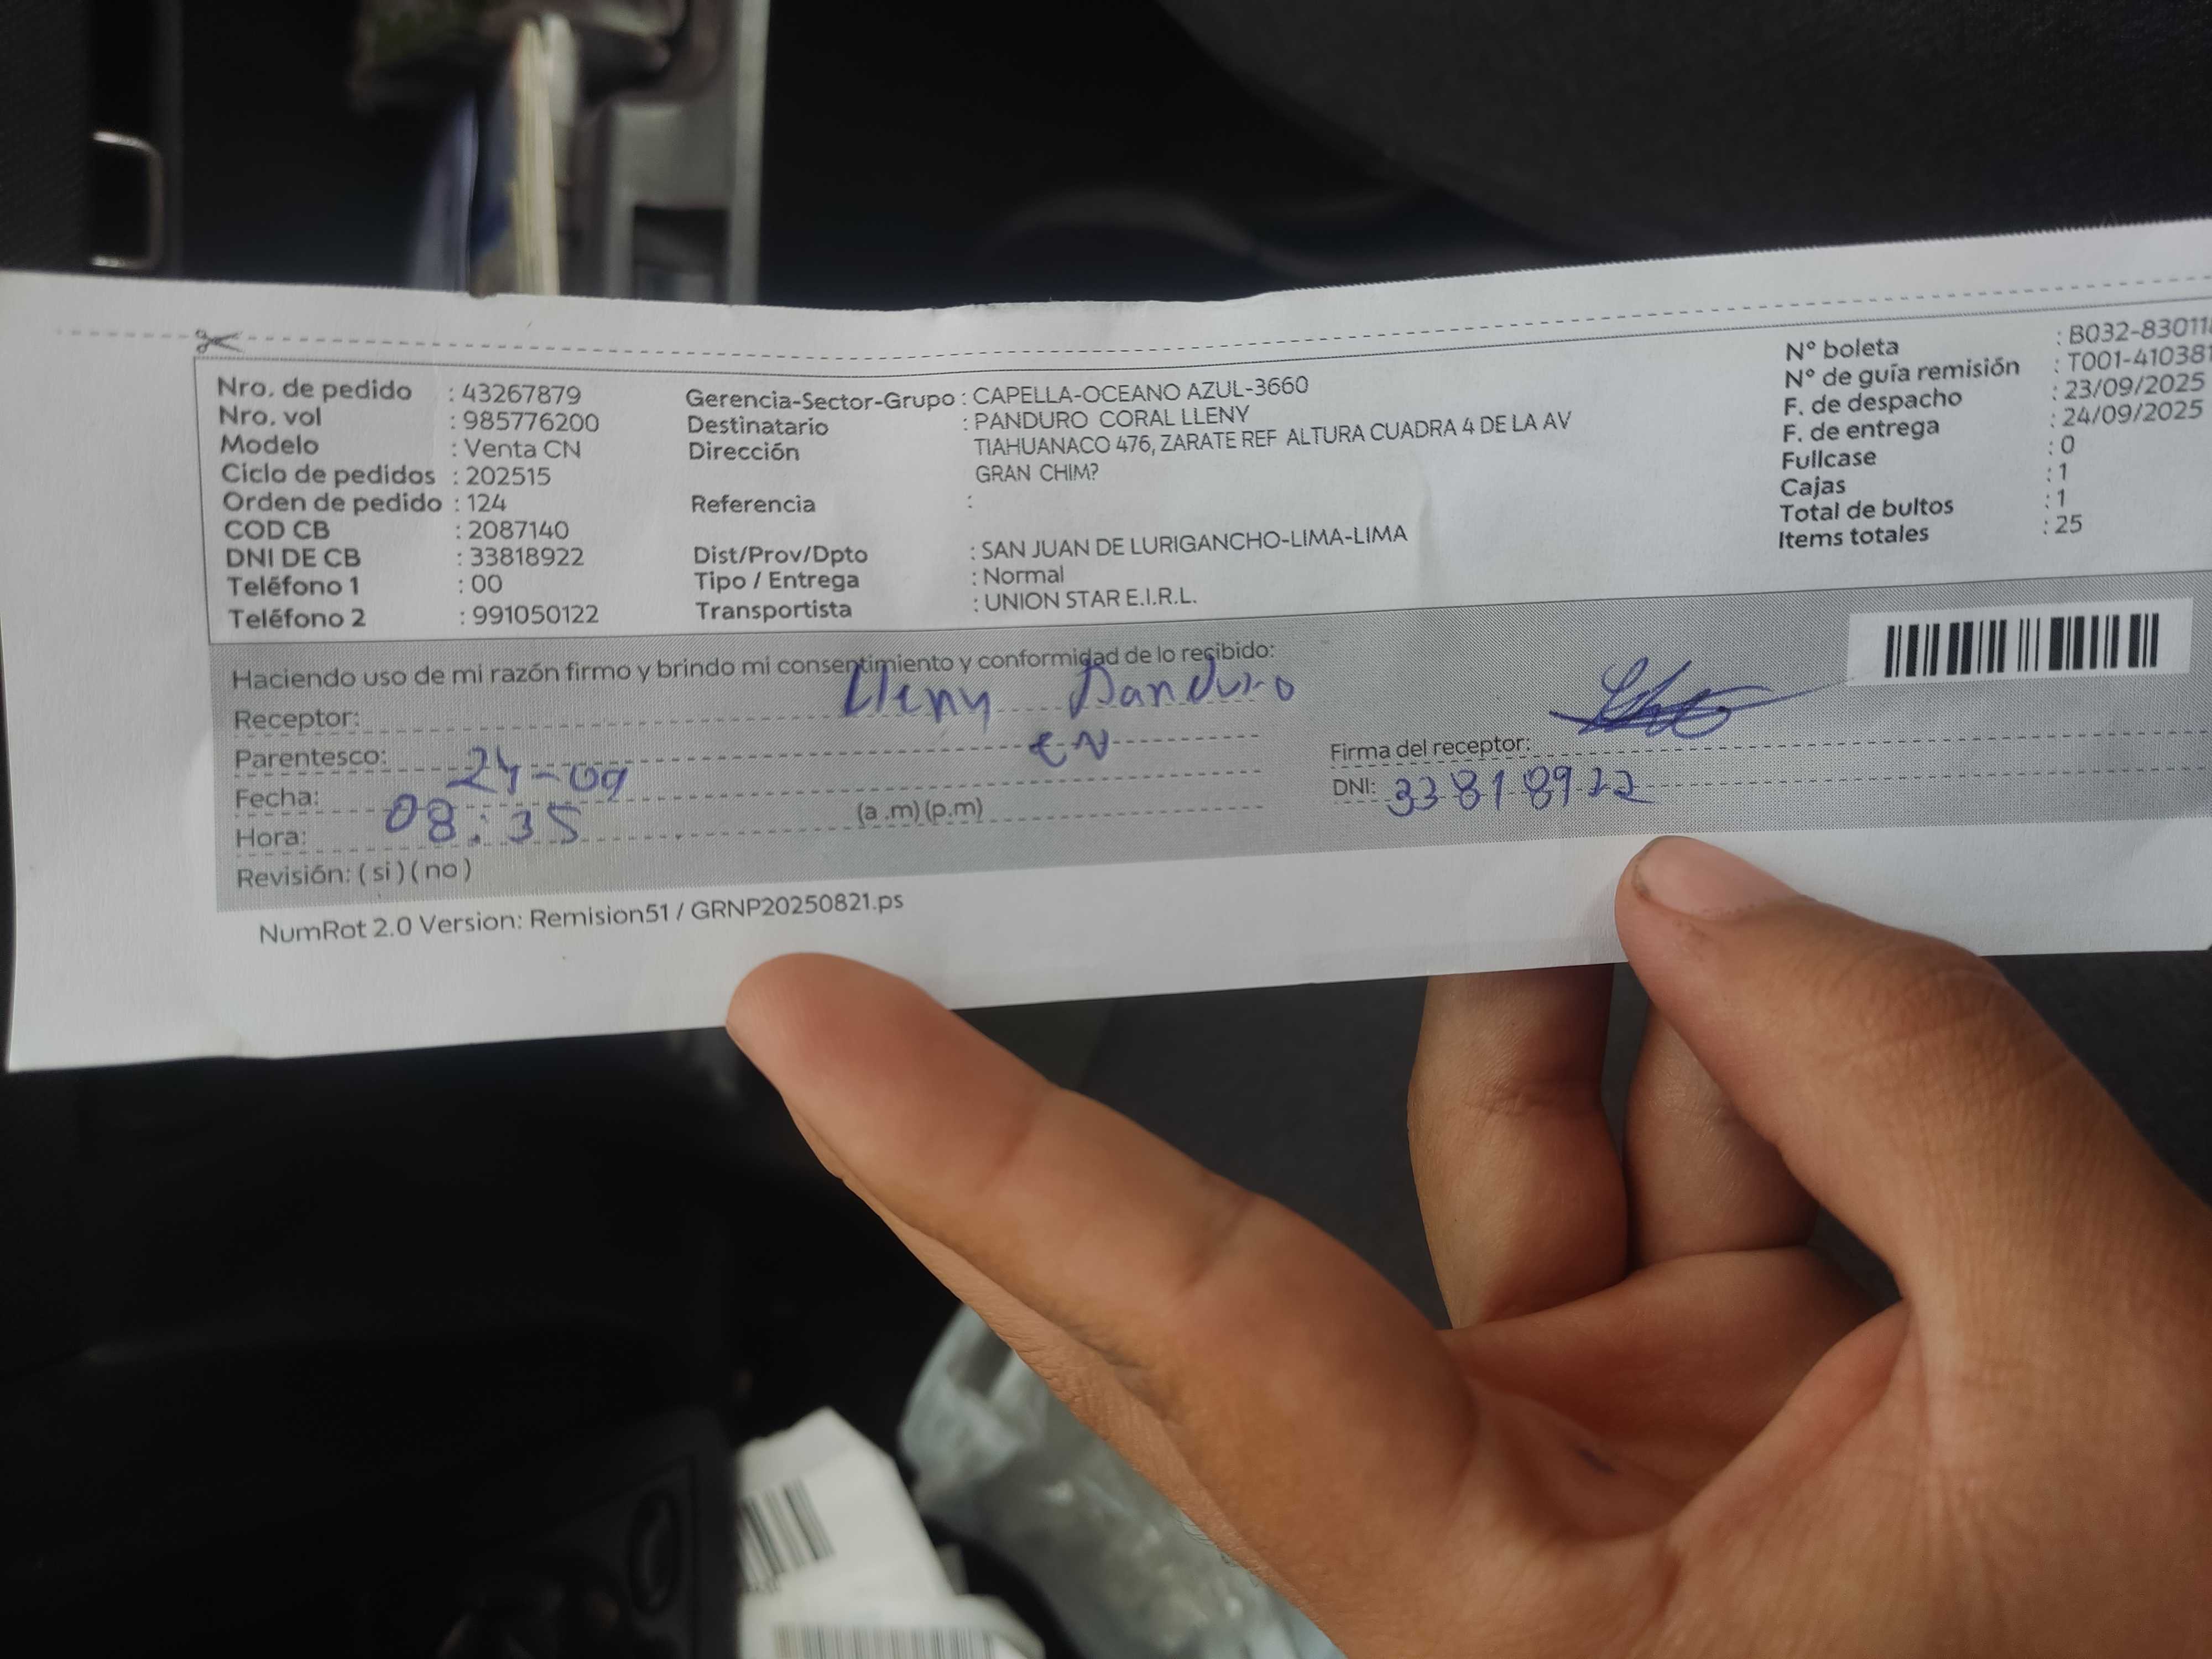 Nro. de pedido : 43267879
Nro. vol : 985776200
Modelo : Venta CN
Ciclo de pedidos : 202515
Orden de pedido : 124
COD CB : 2087140
DNI DE CB : 33818922
Teléfono 1 : 00
Teléfono 2 : 991050122
Gerencia-Sector-Grupo : CAPELLA-OCEANO AZUL-3660
Destinatario : PANDURO CORAL LLENY
Dirección TIAHUANACO 476, ZARATE REF ALTURA CUADRA 4 DE LA AV
GRAN CHIM?
Referencia :
Dist/Prov/Dpto : SAN JUAN DE LURIGANCHO-LIMA-LIMA
Tipo / Entrega : Normal
Transportista : UNION STAR E.I.R.L.
N° boleta : B032-83011
N° de guía remisión : T001-410381
F. de despacho : 23/09/2025
F. de entrega : 24/09/2025
Fullcase : 0
Cajas : 1
Total de bultos : 1
Items totales : 25
Haciendo uso de mi razón firmo y brindo mi consentimiento y conformidad de lo recibido:
Receptor: Lleny Panduro
Parentesco: CN
Fecha: 24-09
Hora: 08:35 (a .m) (p.m)
Revisión: ( si ) ( no )
Firma del receptor:
DNI: 33818922
NumRot 2.0 Version: Remision51 / GRNP20250821.ps